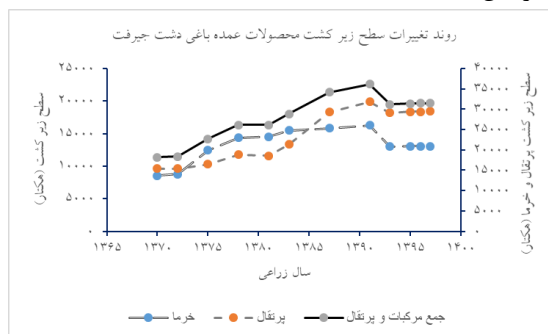 روند تغییرات سطح زیر کشت محصولات عمده باغی دشت جیرفت
سطح زیر کشت (هکتار)
۲۵۰۰۰
۲۰۰۰۰
۱۵۰۰۰
۱۰۰۰۰
۵۰۰۰
۰
۴۰۰۰۰
۳۵۰۰۰
۳۰۰۰۰
۲۵۰۰۰
۲۰۰۰۰
۱۵۰۰۰
۱۰۰۰۰
۵۰۰۰
۰
سطح زیر کشت پرتقال و خرما (هکتار)
۱۳۶۵ ۱۳۷۰ ۱۳۷۵ ۱۳۸۰ ۱۳۸۵ ۱۳۹۰ ۱۳۹۵ ۱۴۰۰
سال زراعی
خرما پرتقال جمع مرکبات و پرتقال